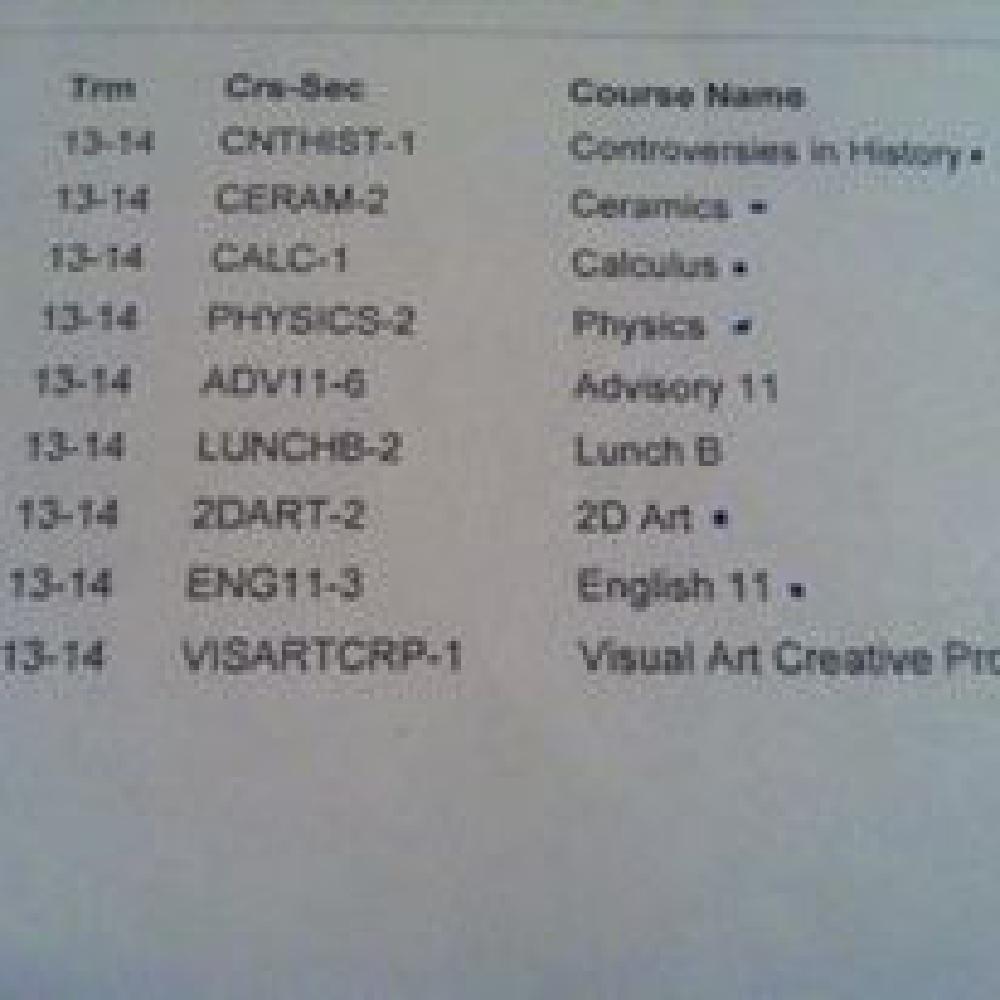 Trm Crs-Sec Course Name
13-14 CNTHIST-1 Controversies in History
13-14 CERAM-2 Ceramics
13-14 CALC-1 Calculus
13-14 PHYSICS-2 Physics
13-14 ADV11-6 Advisory 11
13-14 LUNCHB-2 Lunch B
13-14 2DART-2 2D Art
13-14 ENG11-3 English 11
13-14 VISARTCRP-1 Visual Art Creative Pro